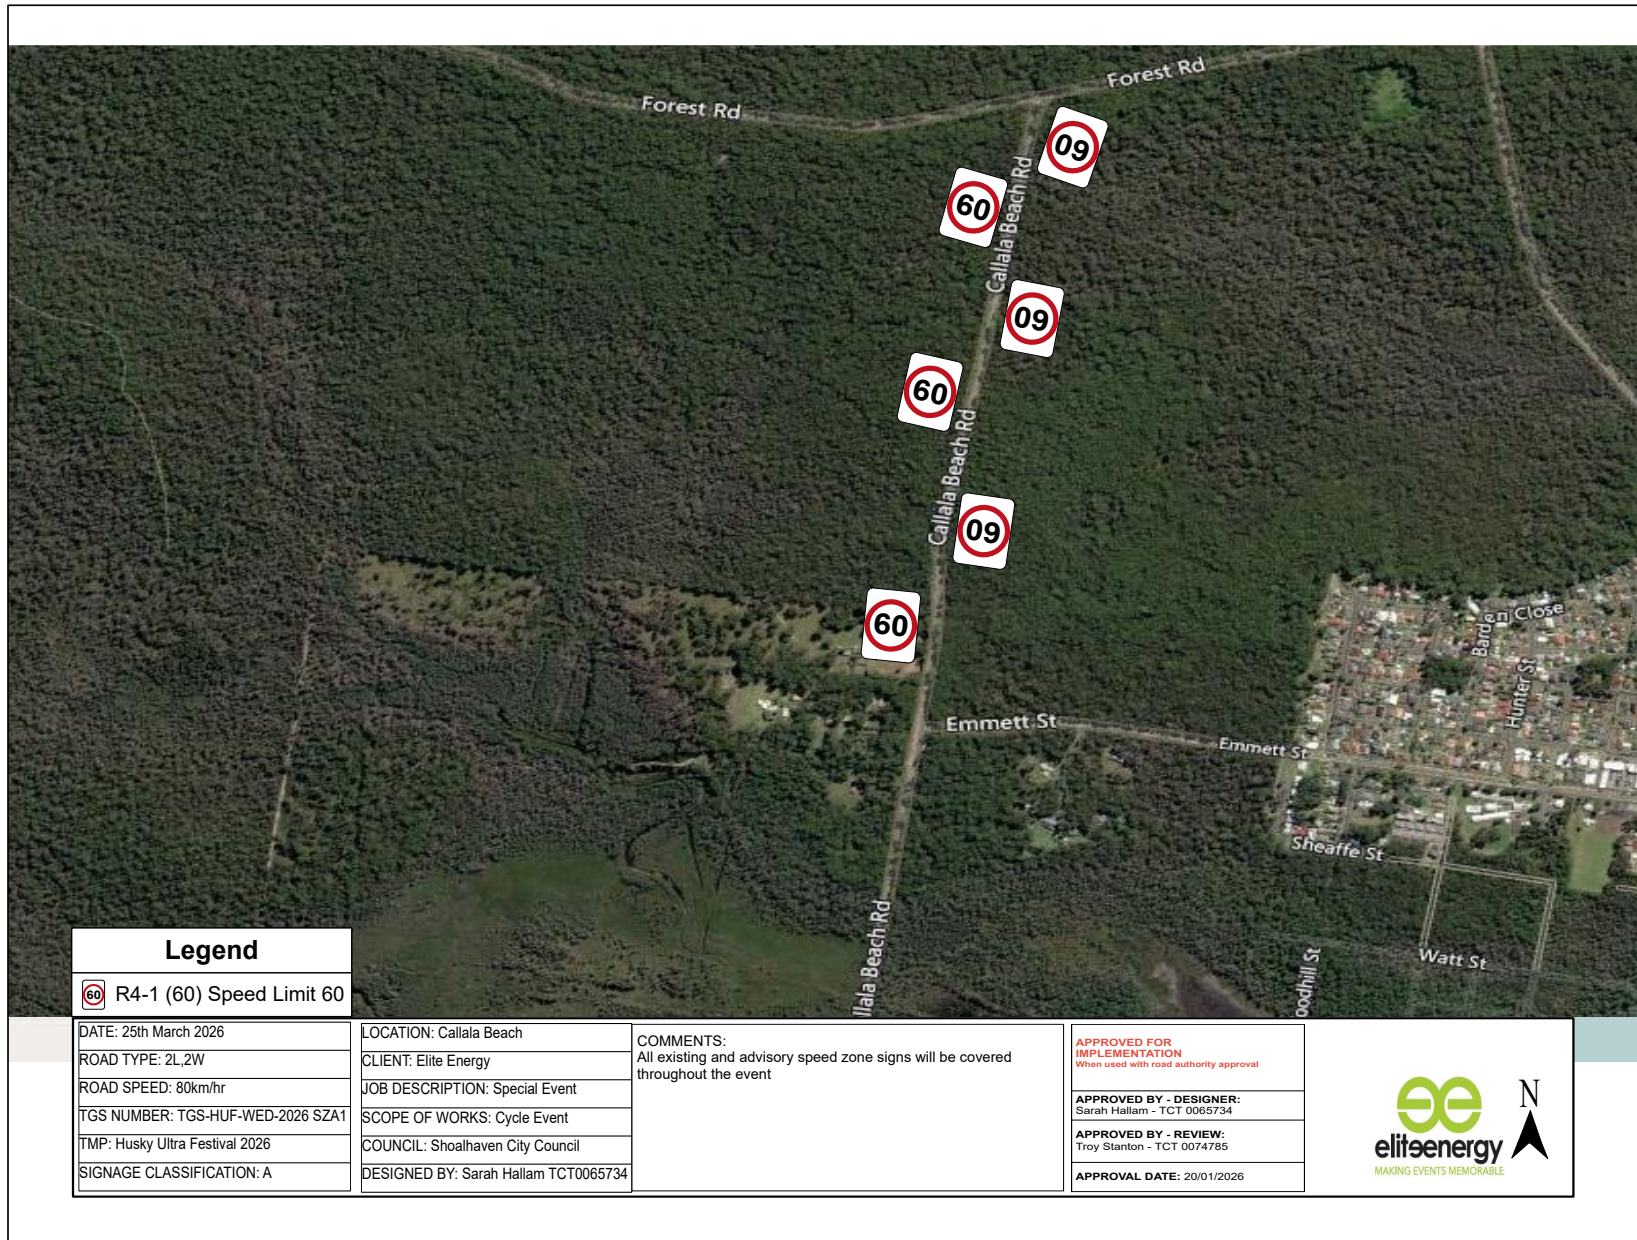 Forest Rd
Forest Rd
60
60
Callala Beach Rd
60
60
Callala Beach Rd
60
60
Barden Close
Hunter St
Emmett St
Emmett St
Sheaffe St
Watt St
oodhill St
llala Beach Rd
Legend
60 R4-1 (60) Speed Limit 60
DATE: 25th March 2026
ROAD TYPE: 2L,2W
ROAD SPEED: 80km/hr
TGS NUMBER: TGS-HUF-WED-2026 SZA1
TMP: Husky Ultra Festival 2026
SIGNAGE CLASSIFICATION: A
LOCATION: Callala Beach
CLIENT: Elite Energy
JOB DESCRIPTION: Special Event
SCOPE OF WORKS: Cycle Event
COUNCIL: Shoalhaven City Council
DESIGNED BY: Sarah Hallam TCT0065734
COMMENTS:
All existing and advisory speed zone signs will be covered
throughout the event
APPROVED FOR
IMPLEMENTATION
When used with road authority approval
APPROVED BY - DESIGNER:
Sarah Hallam - TCT 0065734
APPROVED BY - REVIEW:
Troy Stanton - TCT 0074785
APPROVAL DATE: 20/01/2026
ee
eliteenergy
MAKING EVENTS MEMORABLE
N